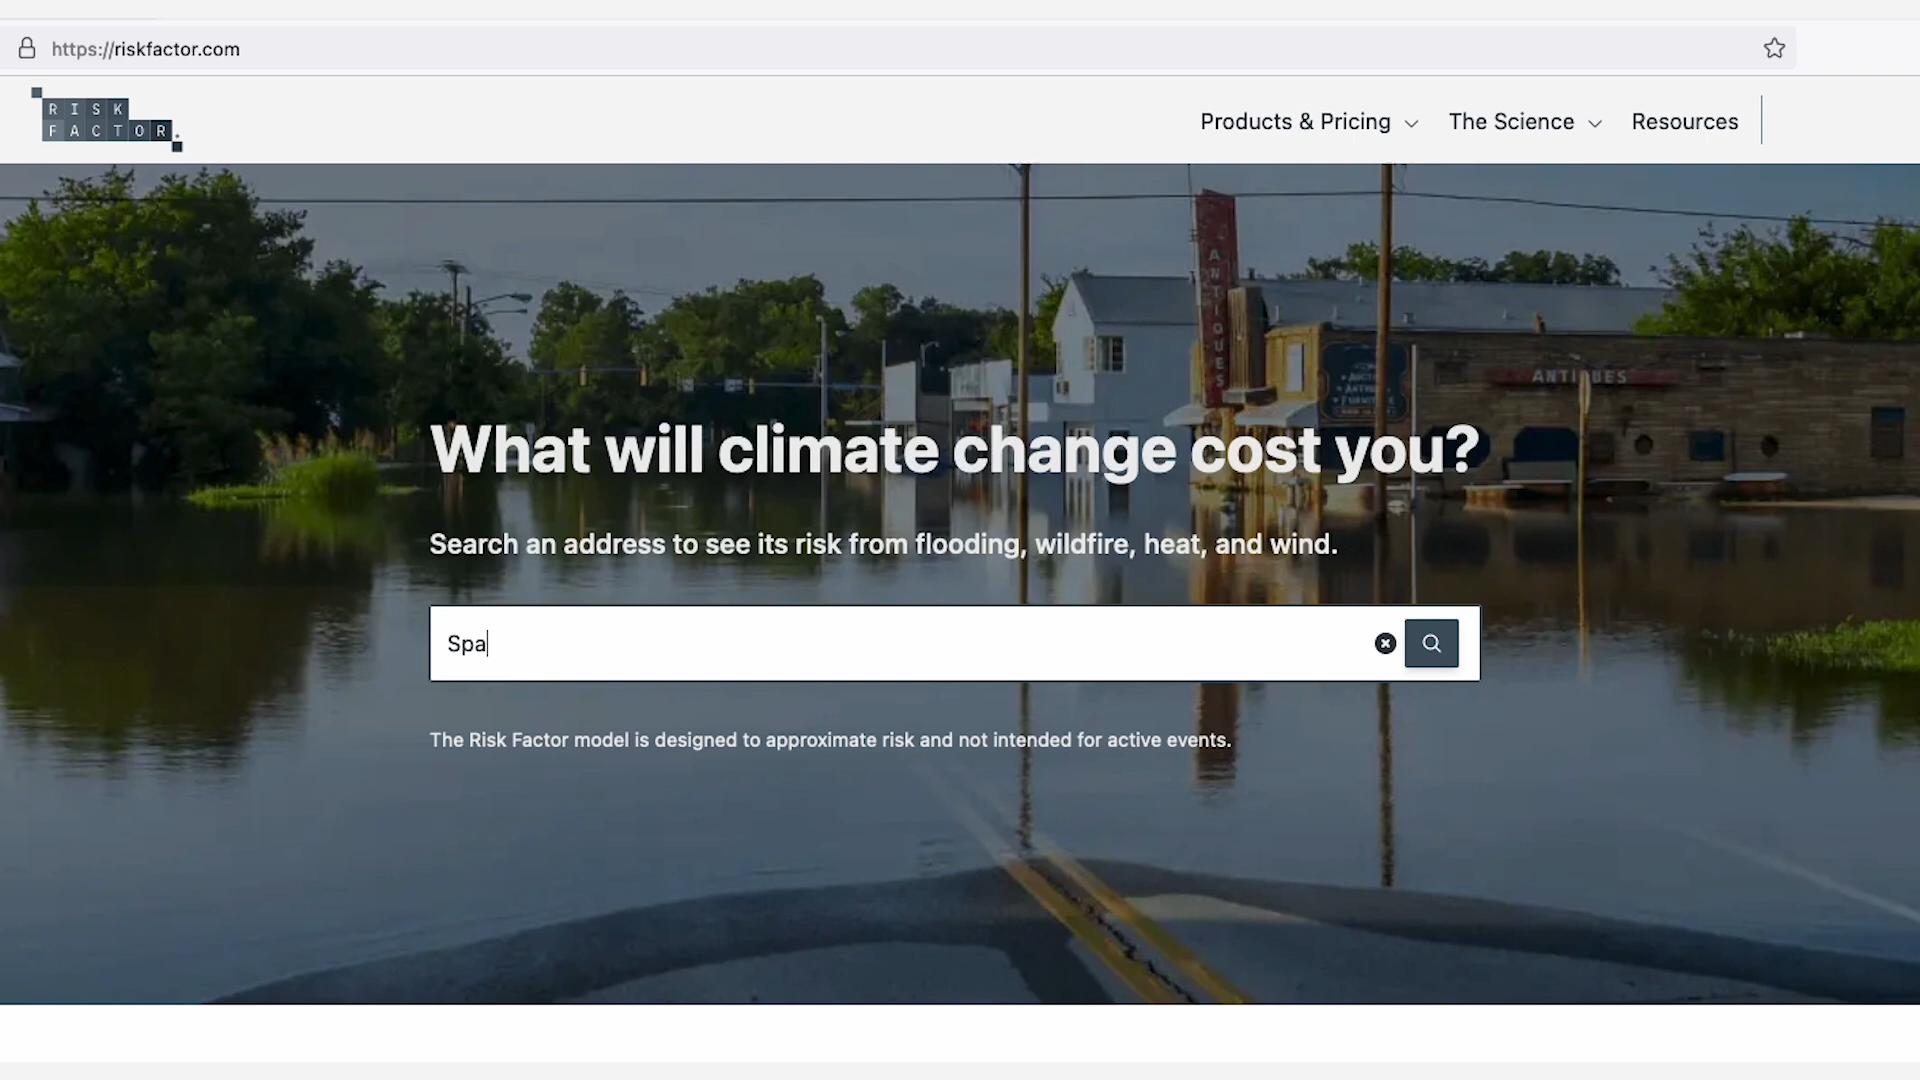 https://riskfactor.com
RISK
FACTOR.
Products & Pricing
The Science
Resources
ANTIQUES
ANTIQUES
What will climate change cost you?
Search an address to see its risk from flooding, wildfire, heat, and wind.
Spa
The Risk Factor model is designed to approximate risk and not intended for active events.